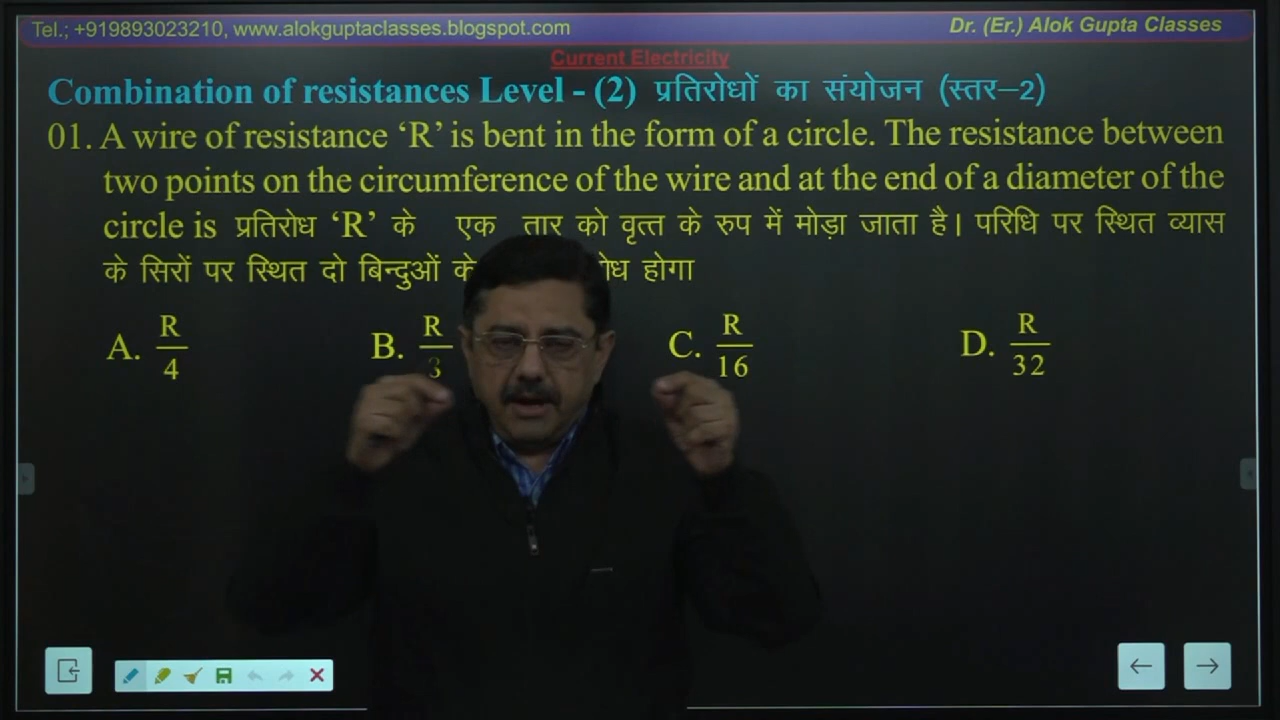 Tel.; +919893023210, www.alokguptaclasses.blogspot.com
Dr. (Er.) Alok Gupta Classes
Current Electricity
Combination of resistances Level - (2) प्रतिरोधों का संयोजन (स्तर–2)
01. A wire of resistance ‘R’ is bent in the form of a circle. The resistance between
two points on the circumference of the wire and at the end of a diameter of the
circle is प्रतिरोध ‘R’ के एक तार को वृत्त के रुप में मोड़ा जाता है। परिधि पर स्थित व्यास
के सिरों पर स्थित दो बिन्दुओं के होगा
A. R/4 B. R C. R/16 D. R/32